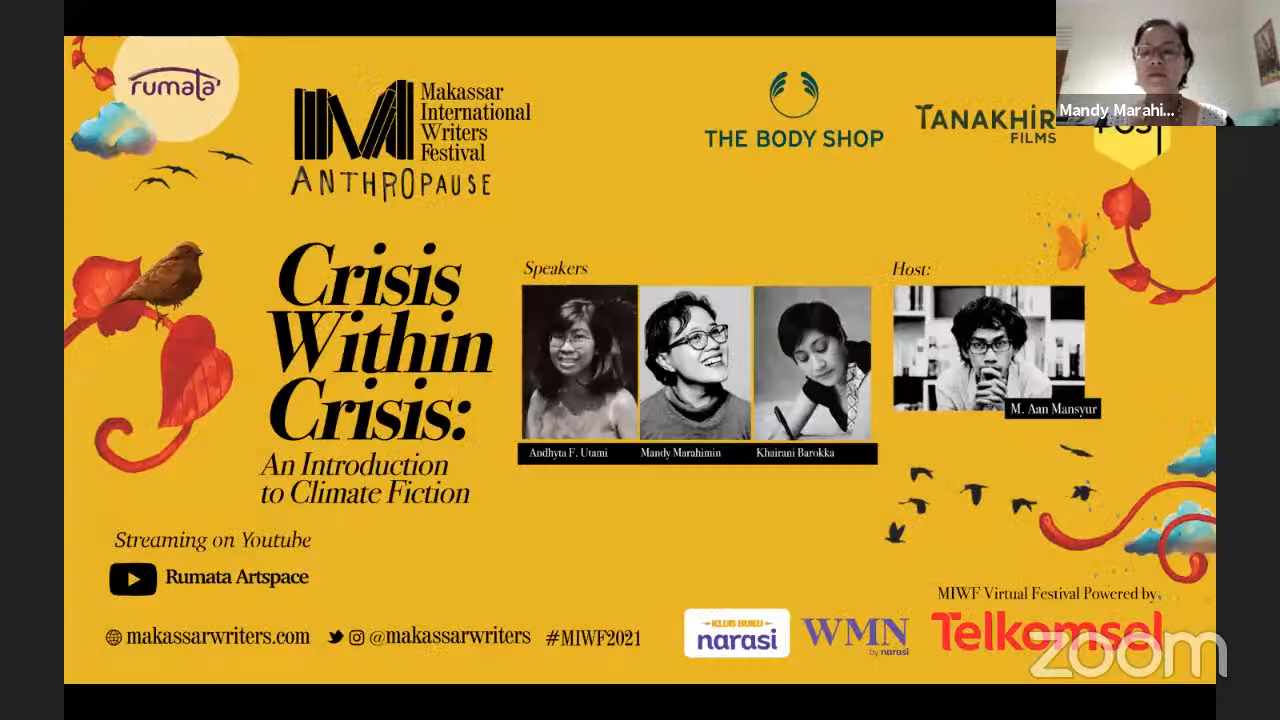 rumata'
Makassar
International
Writers
Festival
ANTHROPAUSE
THE BODY SHOP
TANAKHIR
FILMS
Mandy Marahi...
Crisis
Within
Crisis:
An Introduction
to Climate Fiction
Speakers
Andhyta F. Utami
Mandy Marahimin
Khairani Barokka
Host:
M. Aan Mansyur
Streaming on Youtube
Rumata Artspace
makassarwriters.com
@makassarwriters
#MIWF2021
KLUB BUKU
narasi
WMN
by narasi
MIWF Virtual Festival Powered by
Telkomsel
zoom